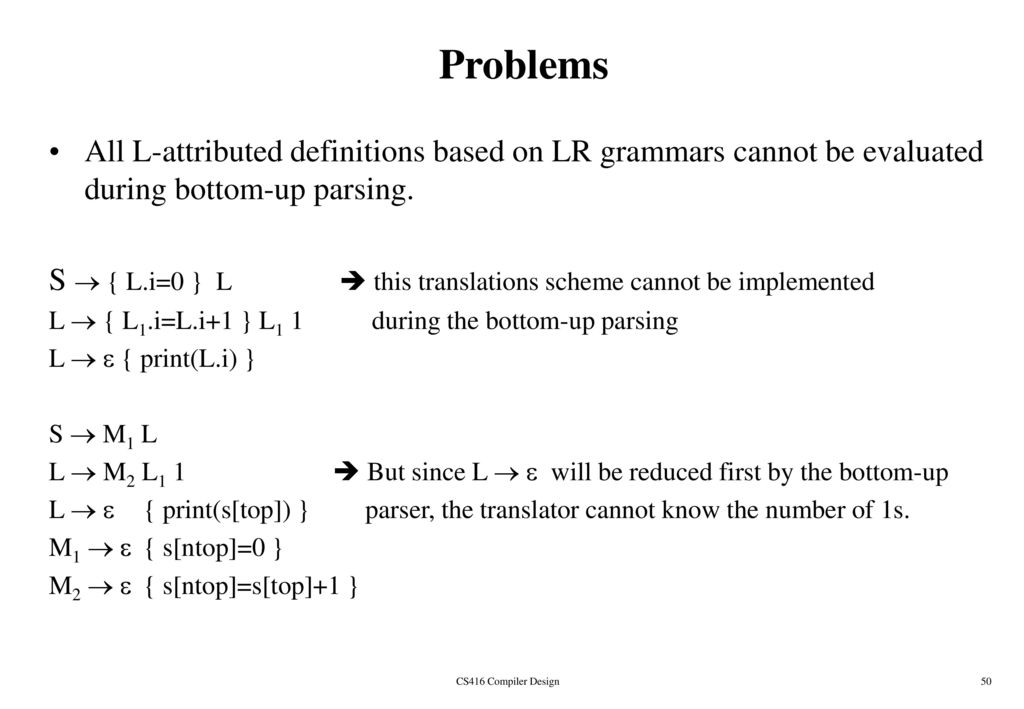 Problems
• All L-attributed definitions based on LR grammars cannot be evaluated
during bottom-up parsing.
S → { L.i=0 } L ➔ this translations scheme cannot be implemented
L → { L₁.i=L.i+1 } L₁ 1 during the bottom-up parsing
L → ε { print(L.i) }
S → M₁ L
L → M₂ L₁ 1 ➔ But since L → ε will be reduced first by the bottom-up
L → ε { print(s[top]) } parser, the translator cannot know the number of 1s.
M₁ → ε { s[ntop]=0 }
M₂ → ε { s[ntop]=s[top]+1 }
CS416 Compiler Design 50